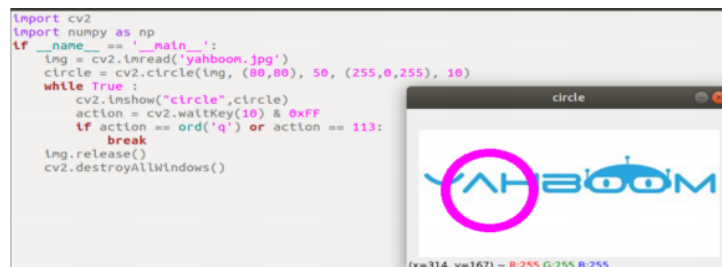 import cv2
import numpy as np
if __name__ == '__main__':
    img = cv2.imread('yahboom.jpg')
    circle = cv2.circle(img, (80,80), 50, (255,0,255), 10)
    while True :
        cv2.imshow("circle",circle)
        action = cv2.waitKey(10) & 0xFF
        if action == ord('q') or action == 113:
            break
    img.release()
    cv2.destroyAllWindows()
circle
YAHBOOM
(x=314, y=167) ~ R:255 G:255 B:255